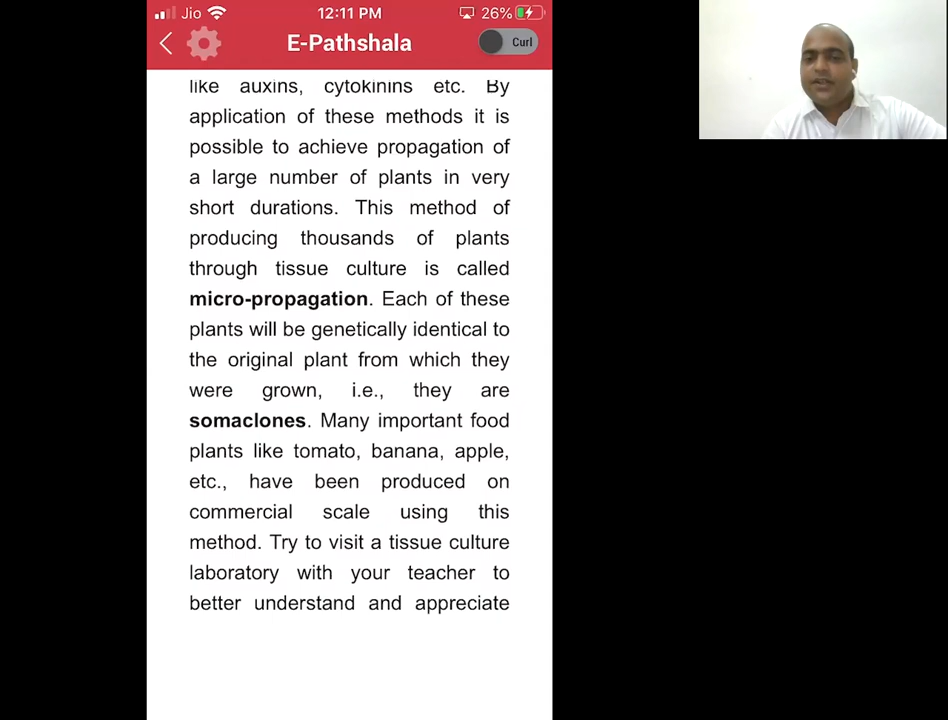 Jio 12:11 PM 26%
E-Pathshala Curl
like auxins, cytokinins etc. By
application of these methods it is
possible to achieve propagation of
a large number of plants in very
short durations. This method of
producing thousands of plants
through tissue culture is called
micro-propagation. Each of these
plants will be genetically identical to
the original plant from which they
were grown, i.e., they are
somaclones. Many important food
plants like tomato, banana, apple,
etc., have been produced on
commercial scale using this
method. Try to visit a tissue culture
laboratory with your teacher to
better understand and appreciate